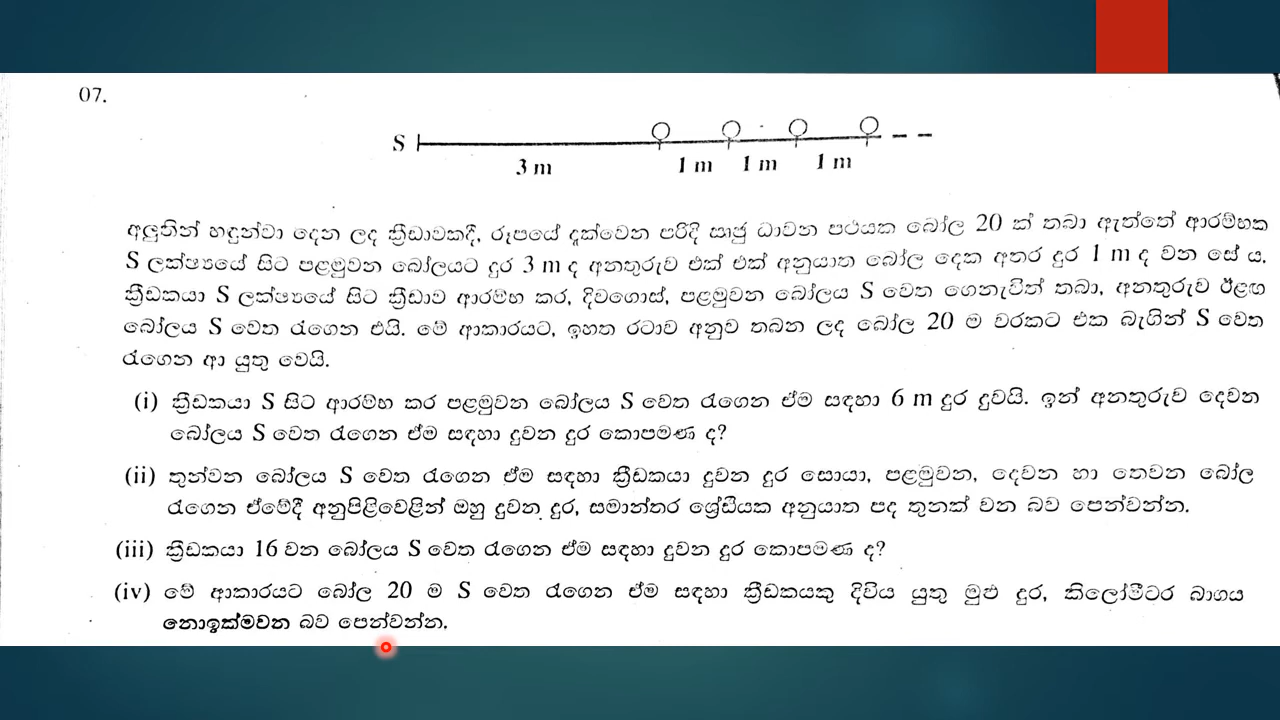 07.
S
3 m 1 m 1 m 1 m
අලුතින් හඳුන්වා දෙන ලද ක්‍රීඩාවකදී, රූපයේ දැක්වෙන පරිදි ඍජු ධාවන පථයක බෝල 20 ක් තබා ඇත්තේ ආරම්භක
S ලක්ෂ්‍යයේ සිට පළමුවන බෝලයට දුර 3 m ද අනතුරුව එක් එක් අනුයාත බෝල දෙක අතර දුර 1 m ද වන සේ ය.
ක්‍රීඩකයා S ලක්ෂ්‍යයේ සිට ක්‍රීඩාව ආරම්භ කර, දිවගොස්, පළමුවන බෝලය S වෙත ගෙනැවිත් තබා, අනතුරුව ඊළඟ
බෝලය S වෙත රැගෙන එයි. මේ ආකාරයට, ඉහත රටාව අනුව තබන ලද බෝල 20 ම වරකට එක බැගින් S වෙත
රැගෙන ආ යුතු වෙයි.
(i) ක්‍රීඩකයා S සිට ආරම්භ කර පළමුවන බෝලය S වෙත රැගෙන ඒම සඳහා 6 m දුර දුවයි. ඉන් අනතුරුව දෙවන
බෝලය S වෙත රැගෙන ඒම සඳහා දුවන දුර කොපමණ ද?
(ii) තුන්වන බෝලය S වෙත රැගෙන ඒම සඳහා ක්‍රීඩකයා දුවන දුර සොයා, පළමුවන, දෙවන හා තෙවන බෝල
රැගෙන ඒමේදී අනුපිළිවෙළින් ඔහු දුවන දුර, සමාන්තර ශ්‍රේඪියක අනුයාත පද තුනක් වන බව පෙන්වන්න.
(iii) ක්‍රීඩකයා 16 වන බෝලය S වෙත රැගෙන ඒම සඳහා දුවන දුර කොපමණ ද?
(iv) මේ ආකාරයට බෝල 20 ම S වෙත රැගෙන ඒම සඳහා ක්‍රීඩකයකු දිවිය යුතු මුළු දුර, කිලෝමීටර බාගය
නොඉක්මවන බව පෙන්වන්න.